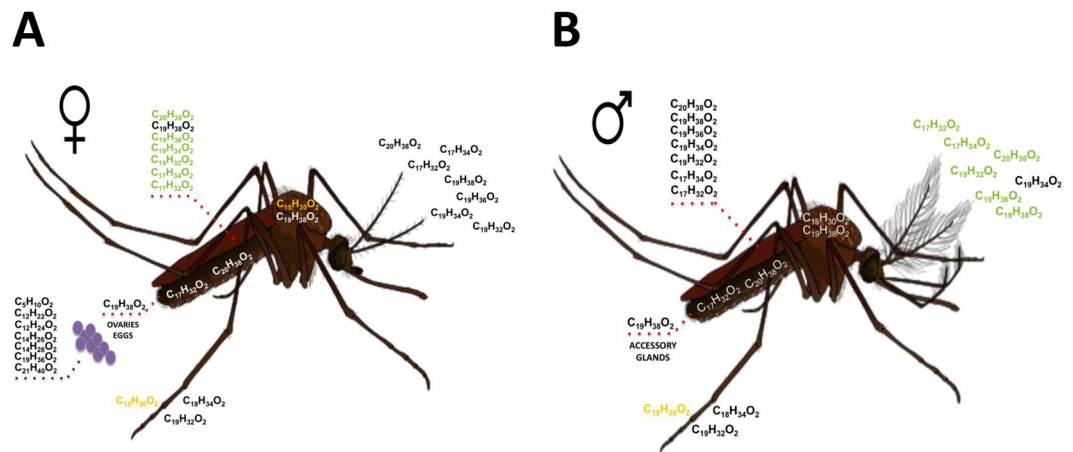 A
B
♀
♂
C₂₀H₃₈O₂
C₁₉H₃₈O₂
C₁₉H₃₆O₂
C₁₉H₃₄O₂
C₁₉H₃₂O₂
C₁₇H₃₄O₂
C₁₇H₃₂O₂
C₂₀H₃₈O₂
C₁₇H₃₄O₂
C₁₇H₃₂O₂
C₁₉H₃₈O₂
C₁₉H₃₆O₂
C₁₉H₃₄O₂
C₁₉H₃₂O₂
C₁₅H₃₀O₂
C₁₉H₃₈O₂
C₂₀H₃₈O₂
C₁₇H₃₂O₂
C₁₉H₃₈O₂
OVARIES
EGGS
C₅H₁₀O₂
C₁₂H₂₂O₂
C₁₂H₂₄O₂
C₁₄H₂₆O₂
C₁₄H₂₈O₂
C₁₉H₃₆O₂
C₂₁H₄₀O₂
C₁₅H₃₀O₂
C₁₈H₃₄O₂
C₁₉H₃₂O₂
C₂₀H₃₈O₂
C₁₉H₃₈O₂
C₁₉H₃₆O₂
C₁₉H₃₄O₂
C₁₉H₃₂O₂
C₁₇H₃₄O₂
C₁₇H₃₂O₂
C₁₇H₃₂O₂
C₁₇H₃₄O₂
C₂₀H₃₈O₂
C₁₉H₃₂O₂
C₁₉H₃₄O₂
C₁₉H₃₆O₂
C₁₉H₃₈O₂
C₁₅H₃₀O₂
C₁₉H₃₈O₂
C₂₀H₃₈O₂
C₁₇H₃₂O₂
C₁₉H₃₈O₂
ACCESSORY
GLANDS
C₁₅H₃₀O₂
C₁₈H₃₄O₂
C₁₉H₃₂O₂